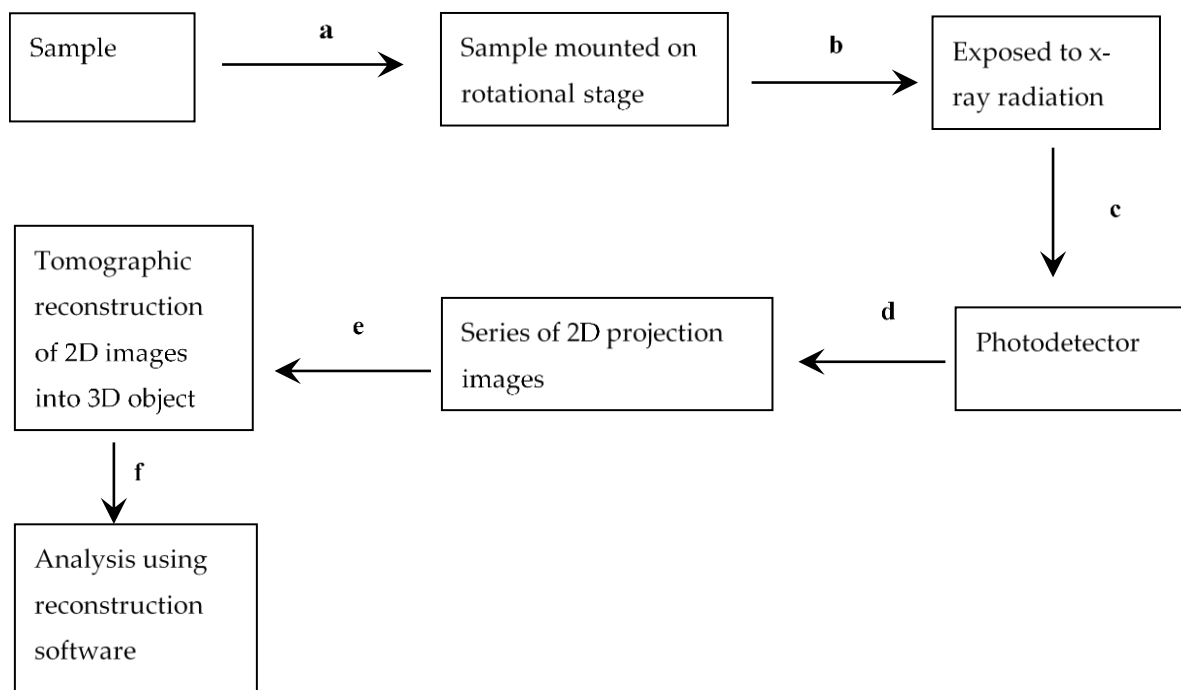 Sample
a
Sample mounted on
rotational stage
b
Exposed to x-
ray radiation
c
Photodetector
d
Series of 2D projection
images
e
Tomographic
reconstruction
of 2D images
into 3D object
f
Analysis using
reconstruction
software